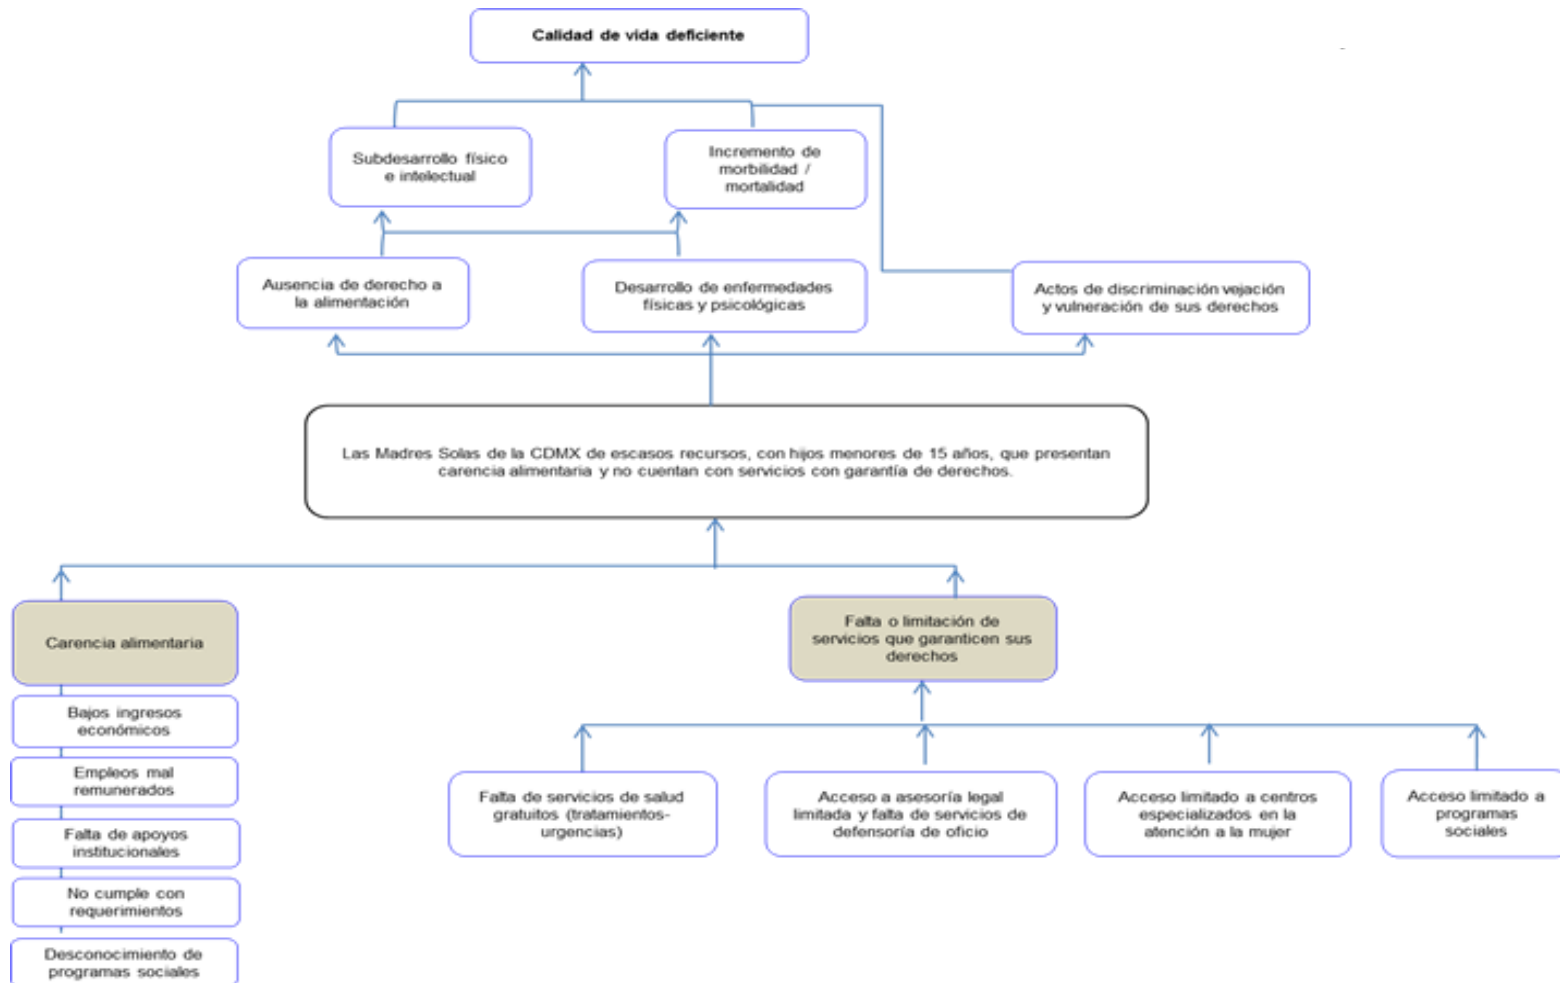 Calidad de vida deficiente
Subdesarrollo físico
e intelectual
Incremento de
morbilidad /
mortalidad
Ausencia de derecho a
la alimentación
Desarrollo de enfermedades
físicas y psicológicas
Actos de discriminación vejación
y vulneración de sus derechos
Las Madres Solas de la CDMX de escasos recursos, con hijos menores de 15 años, que presentan
carencia alimentaria y no cuentan con servicios con garantía de derechos.
Carencia alimentaria
Falta o limitación de
servicios que garanticen sus
derechos
Bajos ingresos
económicos
Empleos mal
remunerados
Falta de apoyos
institucionales
No cumple con
requerimientos
Desconocimiento de
programas sociales
Falta de servicios de salud
gratuitos (tratamientos-
urgencias)
Acceso a asesoría legal
limitada y falta de servicios de
defensoría de oficio
Acceso limitado a centros
especializados en la
atención a la mujer
Acceso limitado a
programas
sociales